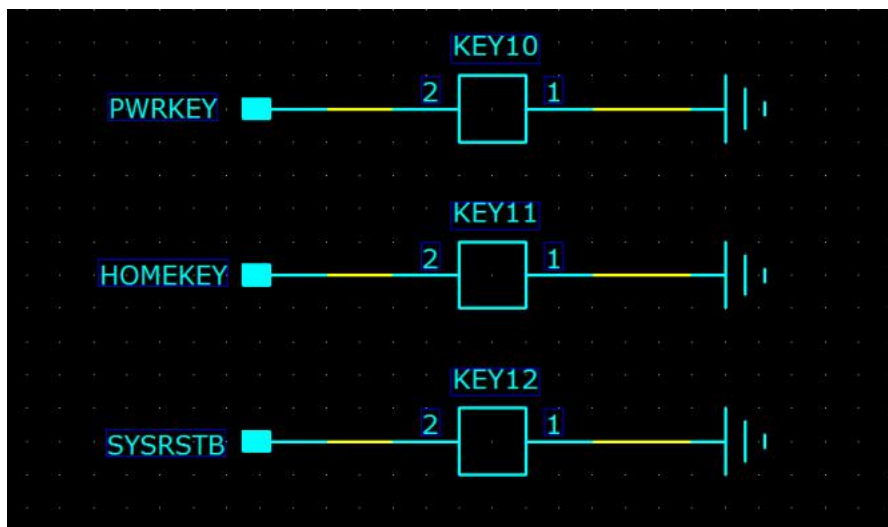 KEY10
PWRKEY 2 1
KEY11
HOMEKEY 2 1
KEY12
SYSRSTB 2 1